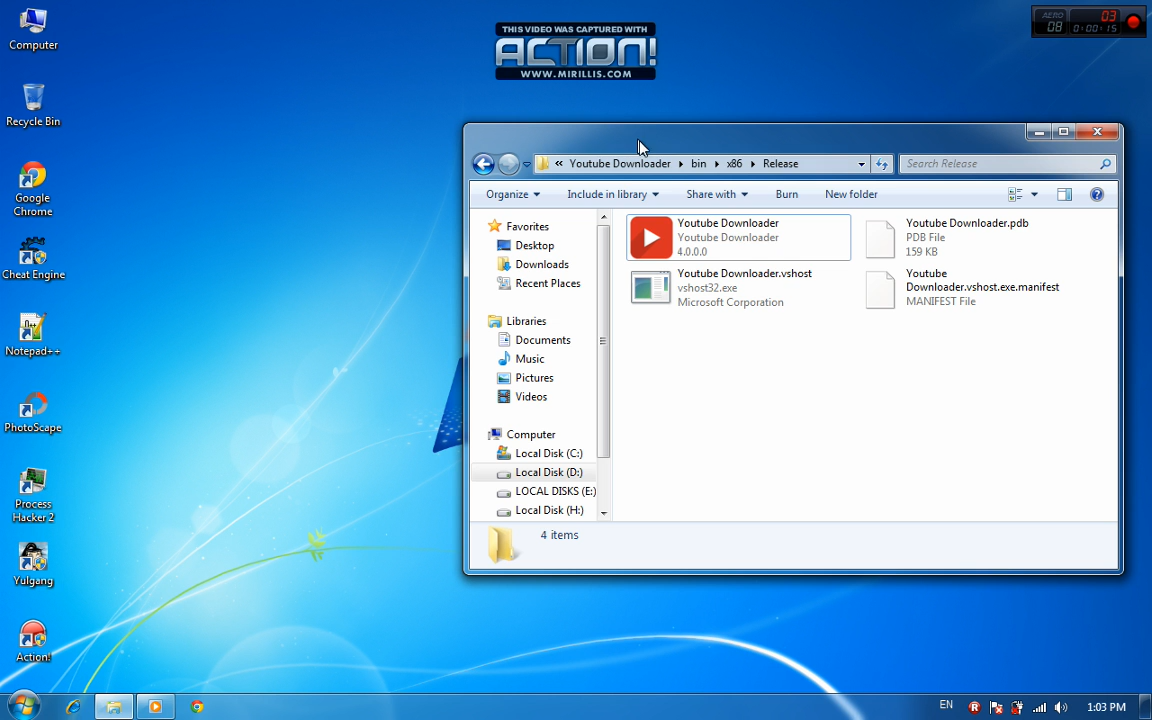 Computer
Recycle Bin
Google
Chrome
Cheat Engine
Notepad++
PhotoScape
Process
Hacker 2
Yulgang
Action!
THIS VIDEO WAS CAPTURED WITH
ACTION!
WWW.MIRILLIS.COM
AERO
08
03
0:00:15
« Youtube Downloader bin x86 Release
Search Release
Organize Include in library Share with Burn New folder
Favorites
Desktop
Downloads
Recent Places
Libraries
Documents
Music
Pictures
Videos
Computer
Local Disk (C:)
Local Disk (D:)
LOCAL DISKS (E:)
Local Disk (H:)
Youtube Downloader
Youtube Downloader
4.0.0.0
Youtube Downloader.pdb
PDB File
159 KB
Youtube Downloader.vshost
vshost32.exe
Microsoft Corporation
Youtube
Downloader.vshost.exe.manifest
MANIFEST File
4 items
EN
1:03 PM